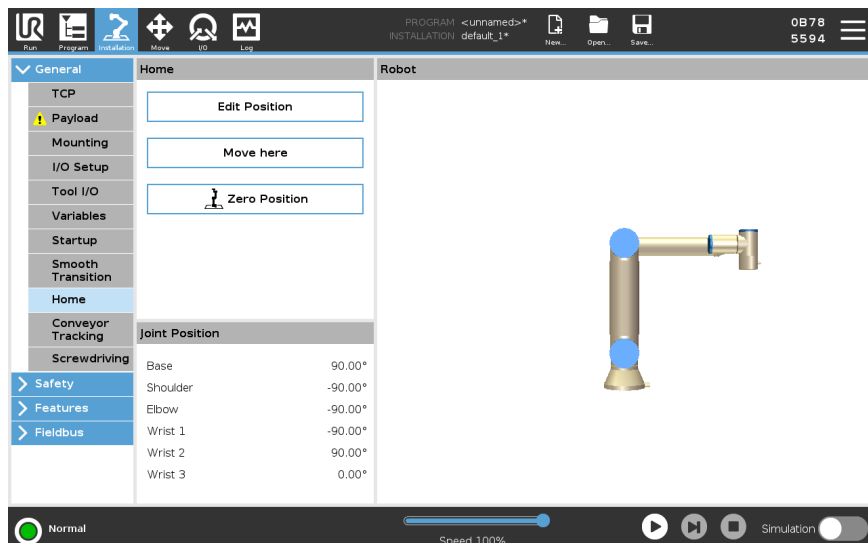 UR
Run
Program
Installation
Move
I/O
Log
PROGRAM <unnamed>*
INSTALLATION default_1*
New...
Open...
Save...
0B78
5594
General
TCP
Payload
Mounting
I/O Setup
Tool I/O
Variables
Startup
Smooth
Transition
Home
Conveyor
Tracking
Screwdriving
Safety
Features
Fieldbus
Home
Edit Position
Move here
Zero Position
Joint Position
Base 90.00°
Shoulder -90.00°
Elbow -90.00°
Wrist 1 -90.00°
Wrist 2 90.00°
Wrist 3 0.00°
Robot
Normal
Speed 100%
Simulation